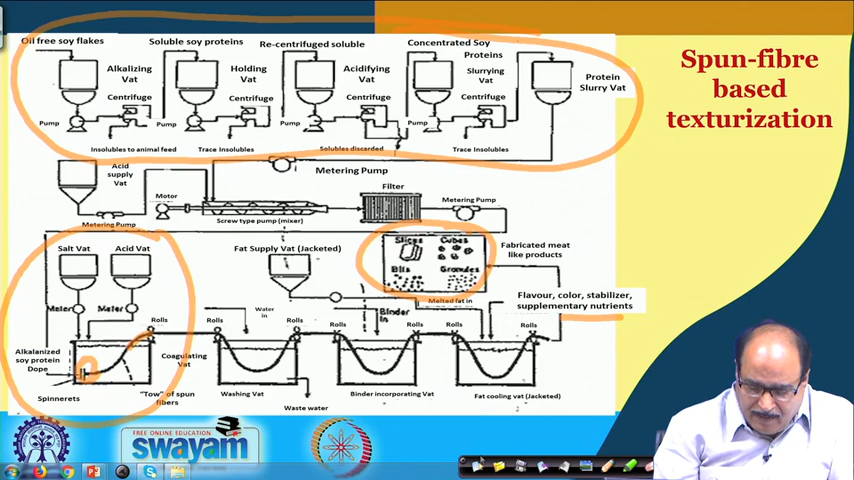 Oil free soy flakes
Soluble soy proteins
Re-centrifuged soluble
Concentrated Soy
Proteins
Alkalizing
Vat
Holding
Vat
Acidifying
Vat
Slurrying
Vat
Protein
Slurry Vat
Centrifuge
Centrifuge
Centrifuge
Centrifuge
Pump
Pump
Pump
Pump
Insolubles to animal feed
Trace Insolubles
Solubles discarded
Trace Insolubles
Spun-fibre
based
texturization
Acid
supply
Vat
Metering Pump
Motor
Filter
Metering Pump
Metering Pump
Screw type pump (mixer)
Salt Vat
Acid Vat
Fat Supply Vat (Jacketed)
Slices
Cubes
Bits
Granules
Fabricated meat
like products
Meter
Meter
Melted fat in
Flavour, color, stabilizer,
supplementary nutrients
Water
in
Binder
in
Rolls
Rolls
Rolls
Rolls
Rolls
Rolls
Alkalanized
soy protein
Dope
Coagulating
Vat
Spinnerets
"Tow" of spun
fibers
Washing Vat
Binder incorporating Vat
Fat cooling vat (Jacketed)
Waste water
FREE ONLINE EDUCATION
swayam